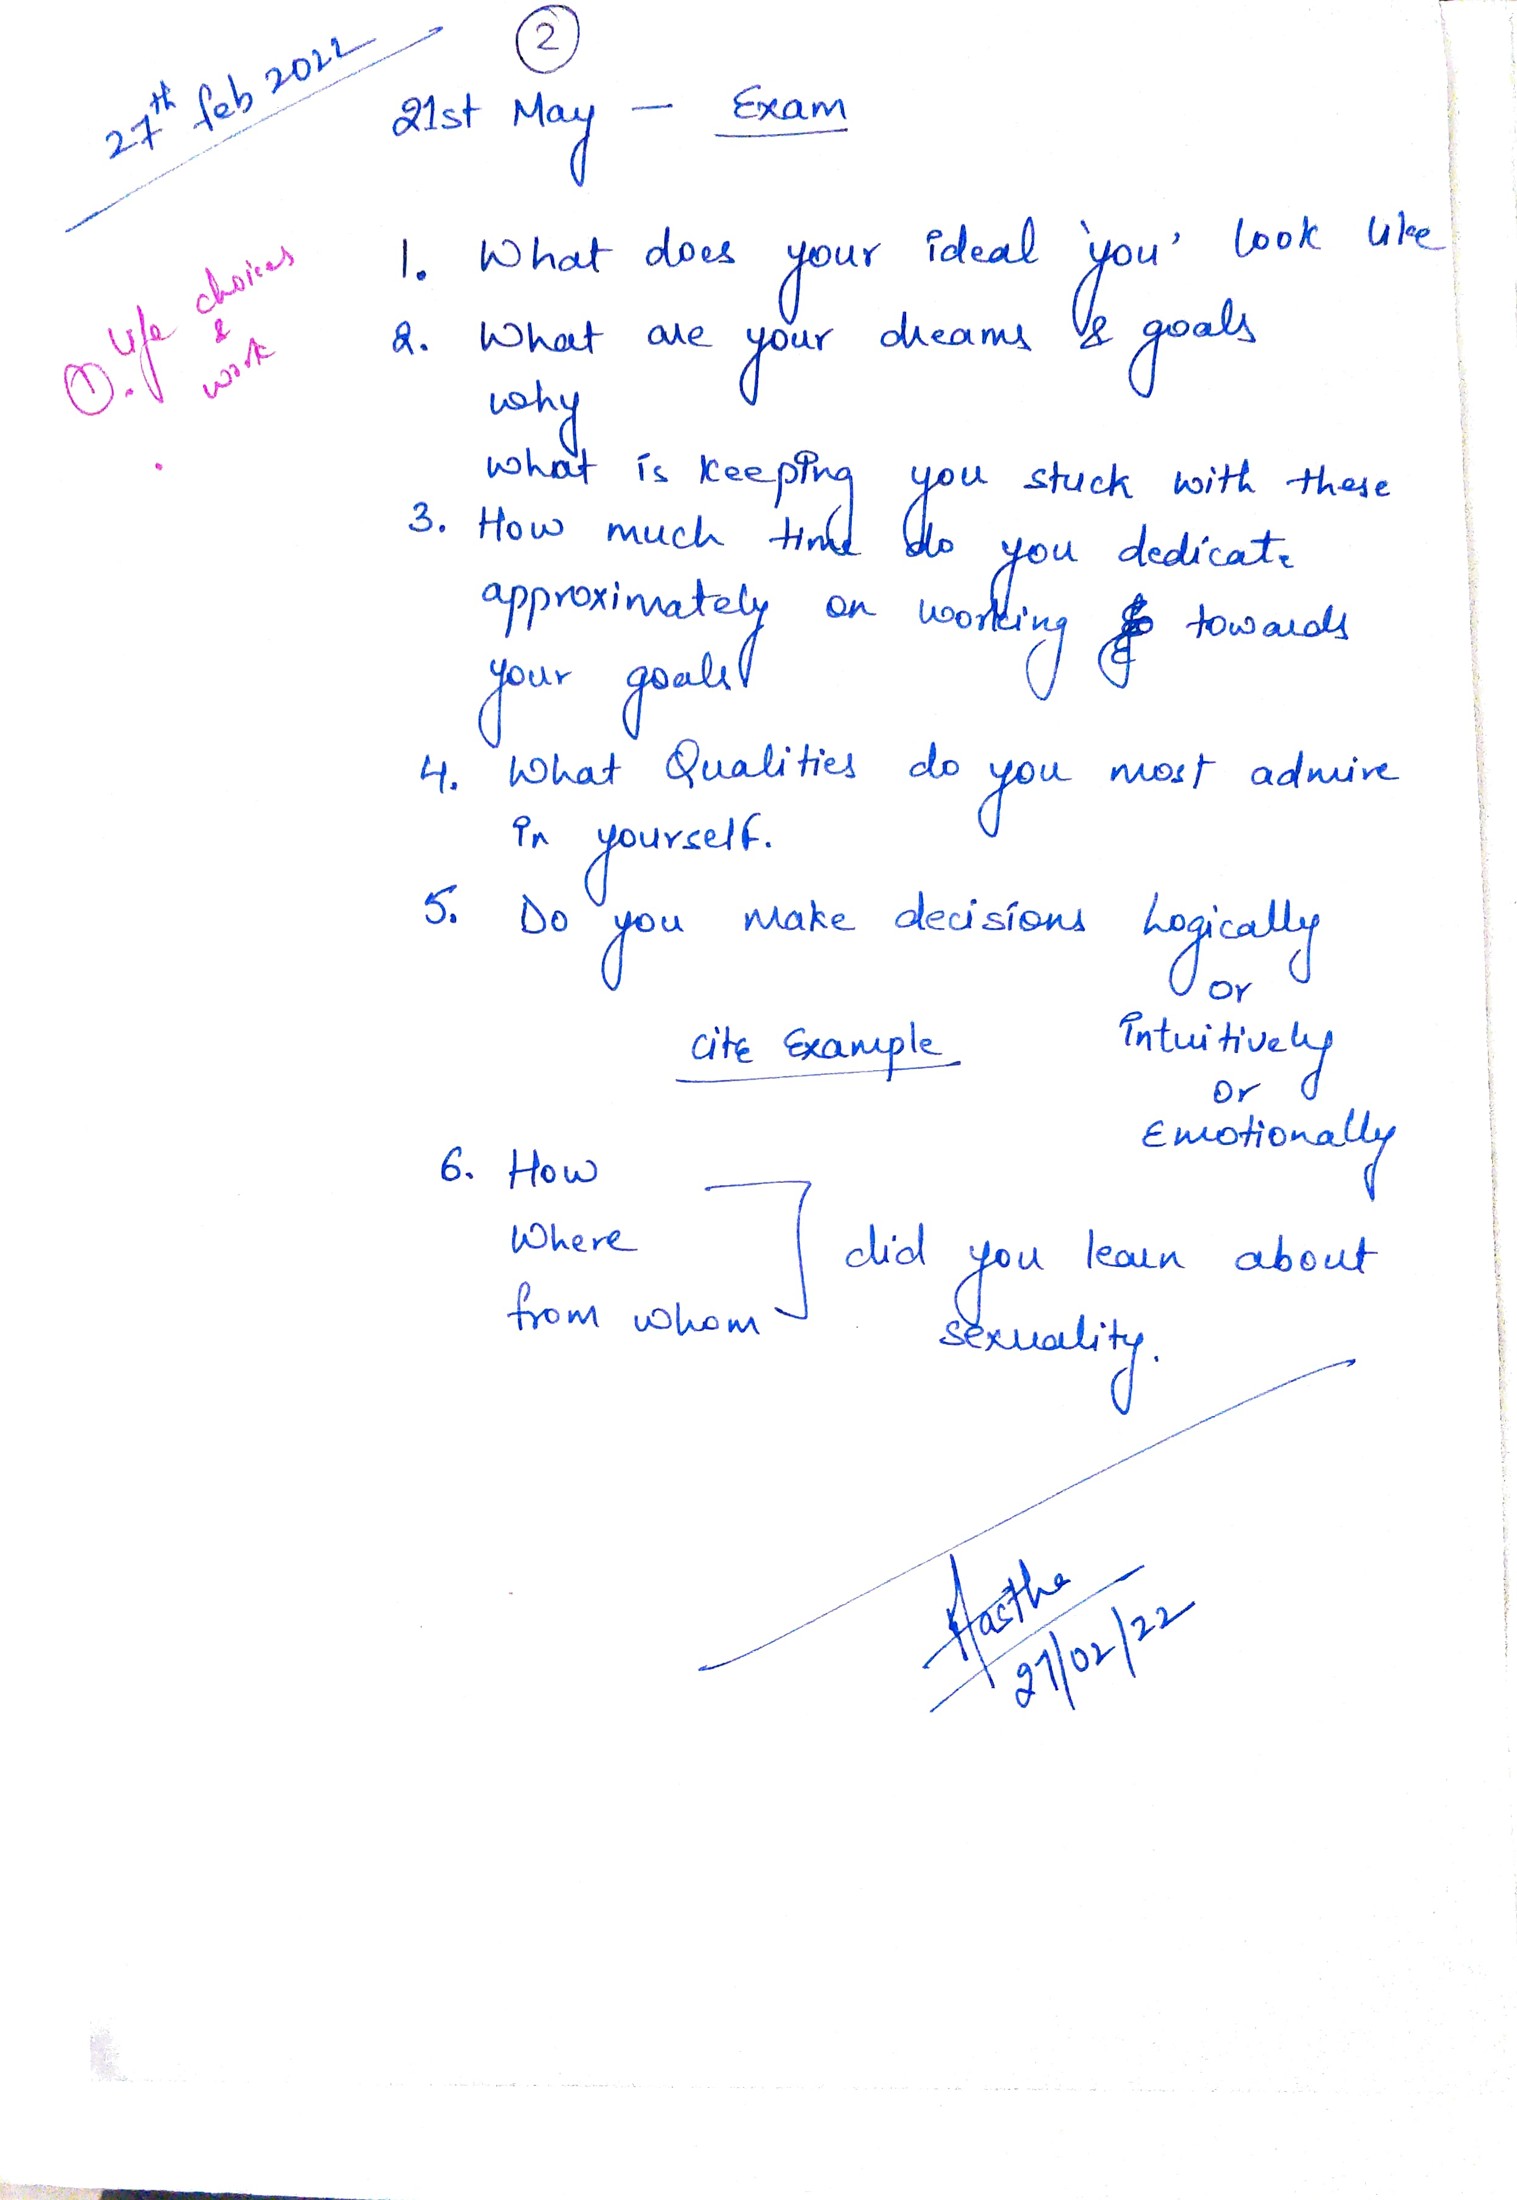 2
27th feb 2022
21st May - Exam
1. Life choices
&
work
1. What does your ideal 'you' look like
2. What are your dreams & goals
why
what is keeping you stuck with these
3. How much time do you dedicate
approximately on working towards
your goals
4. What Qualities do you most admire
in yourself.
5. Do you make decisions Logically
or
Cite Example intuitively
or
Emotionally
6. How
Where
from whom
did you learn about
sexuality.
Aastha
27/02/22